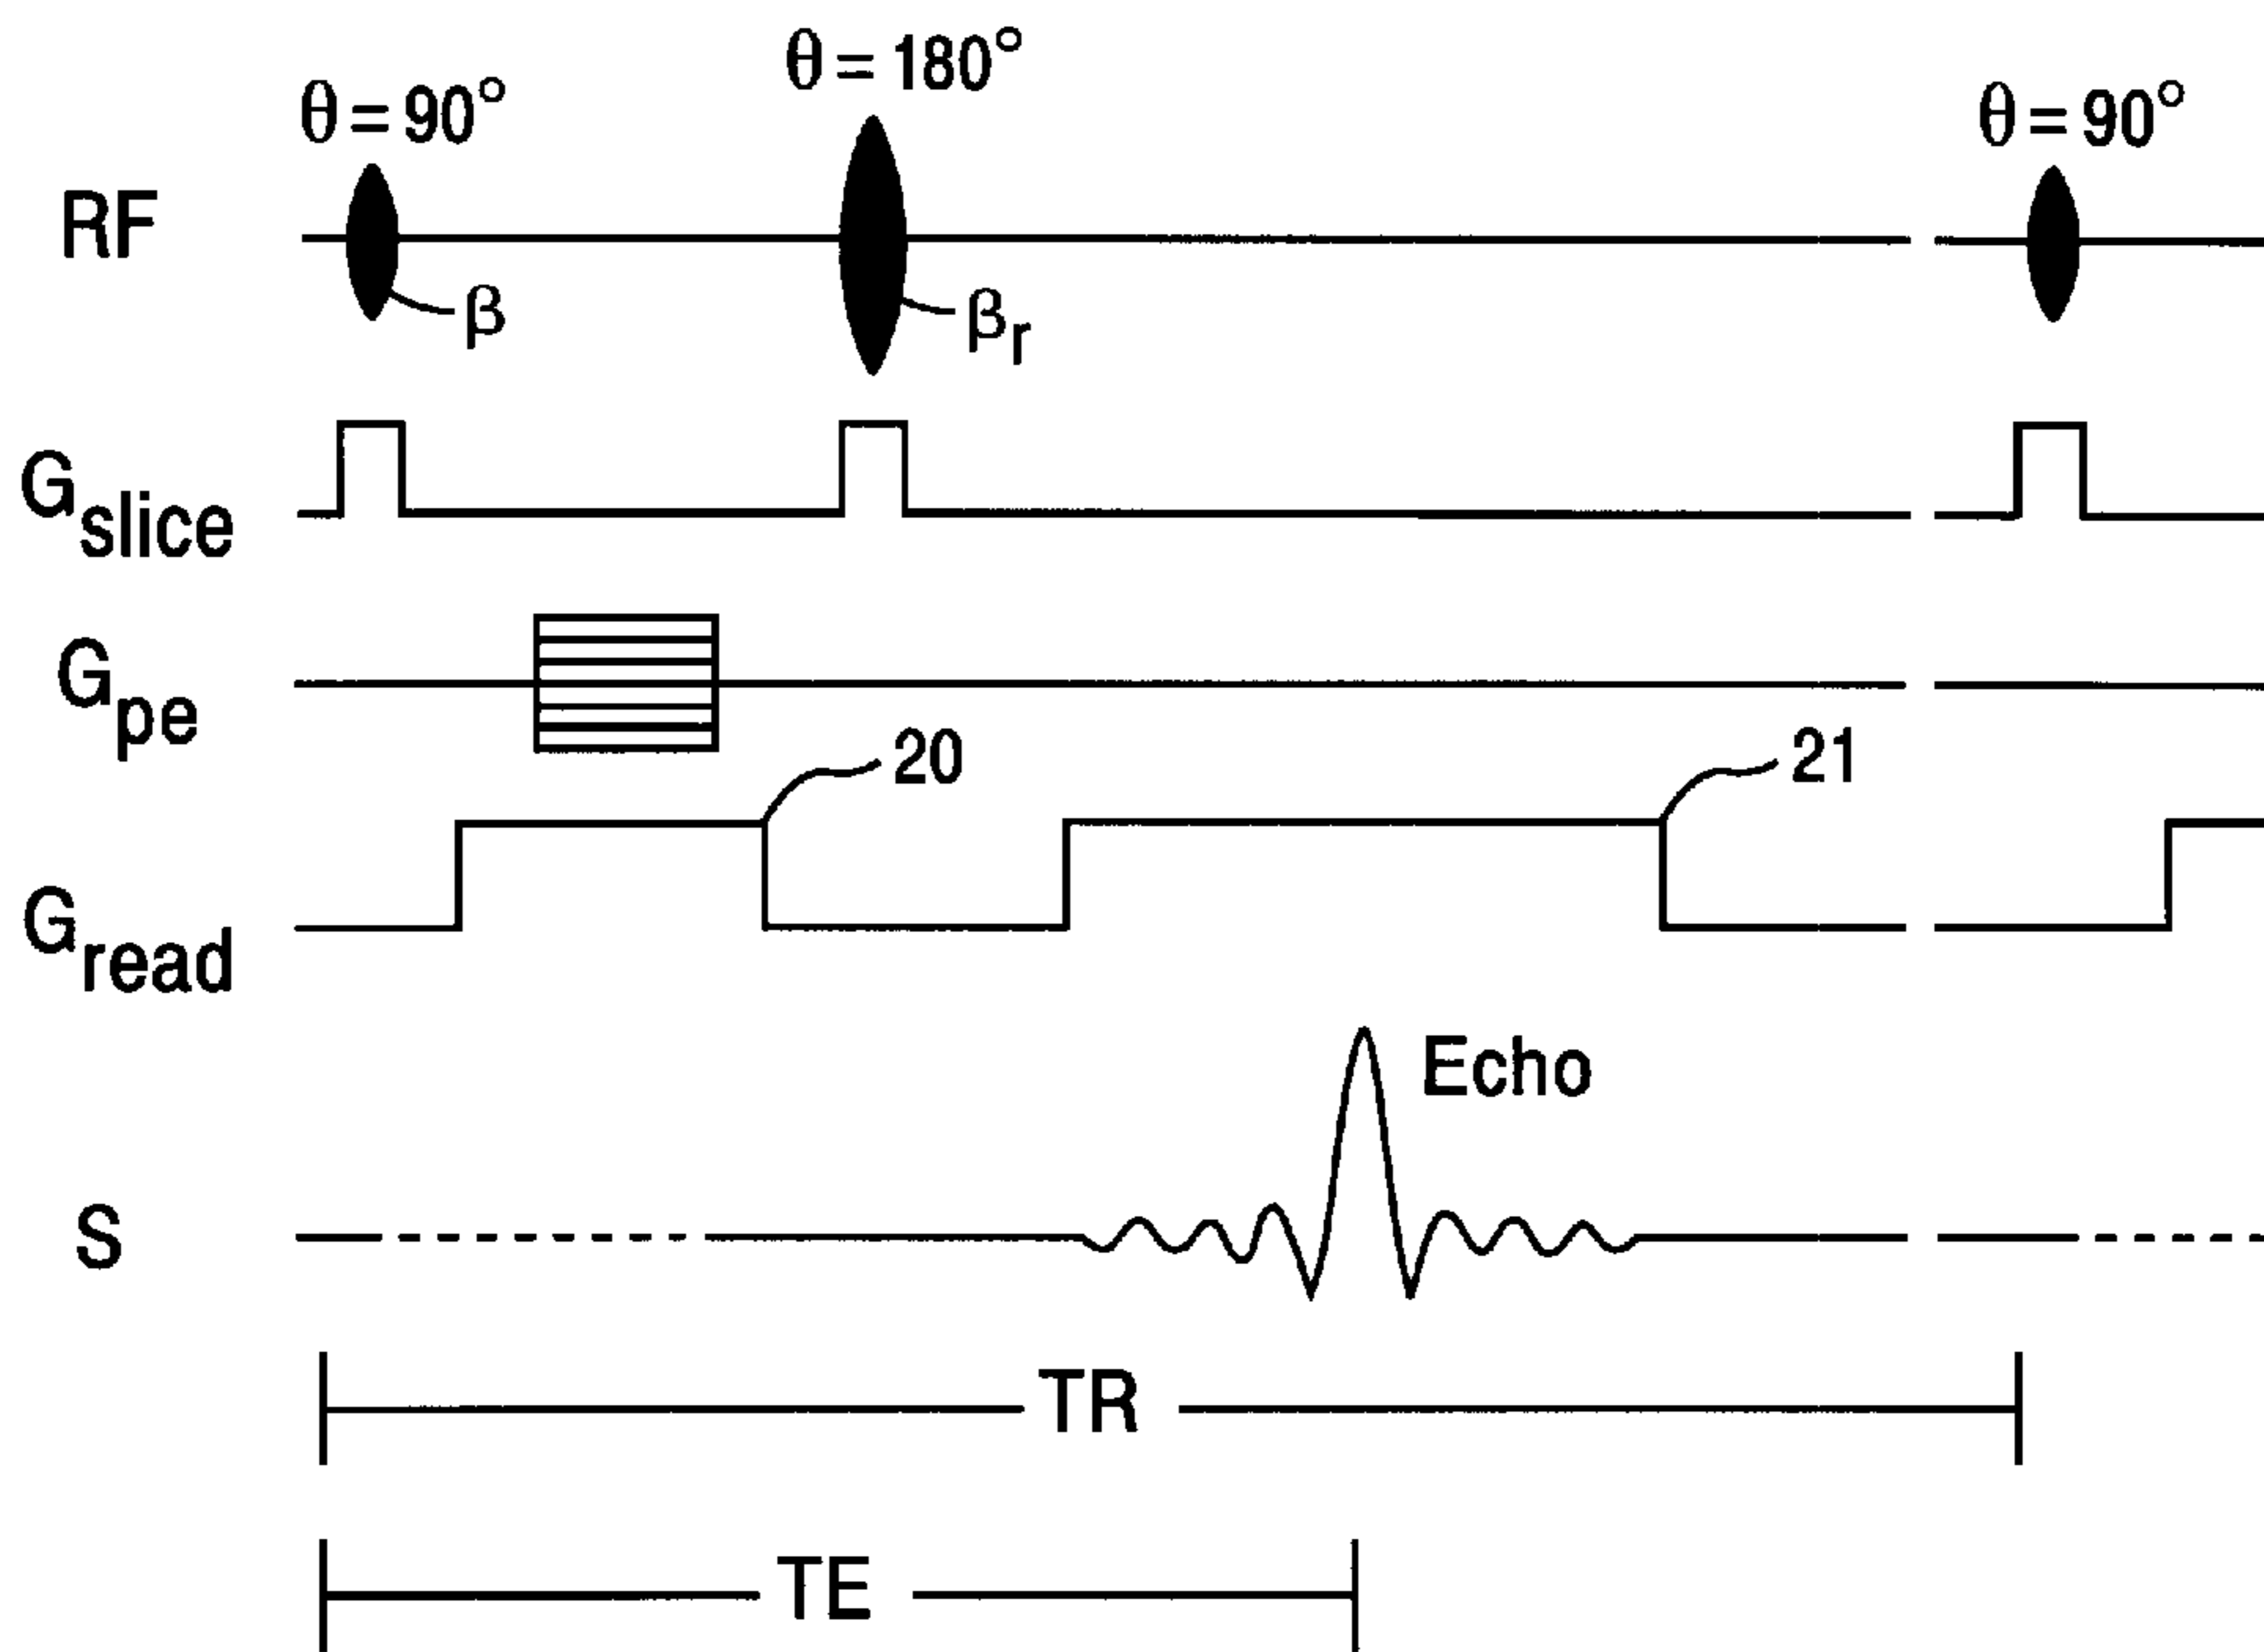 θ = 90°
θ = 180°
θ = 90°
RF
β
βr
Gslice
Gpe
20
21
Gread
Echo
S
TR
TE